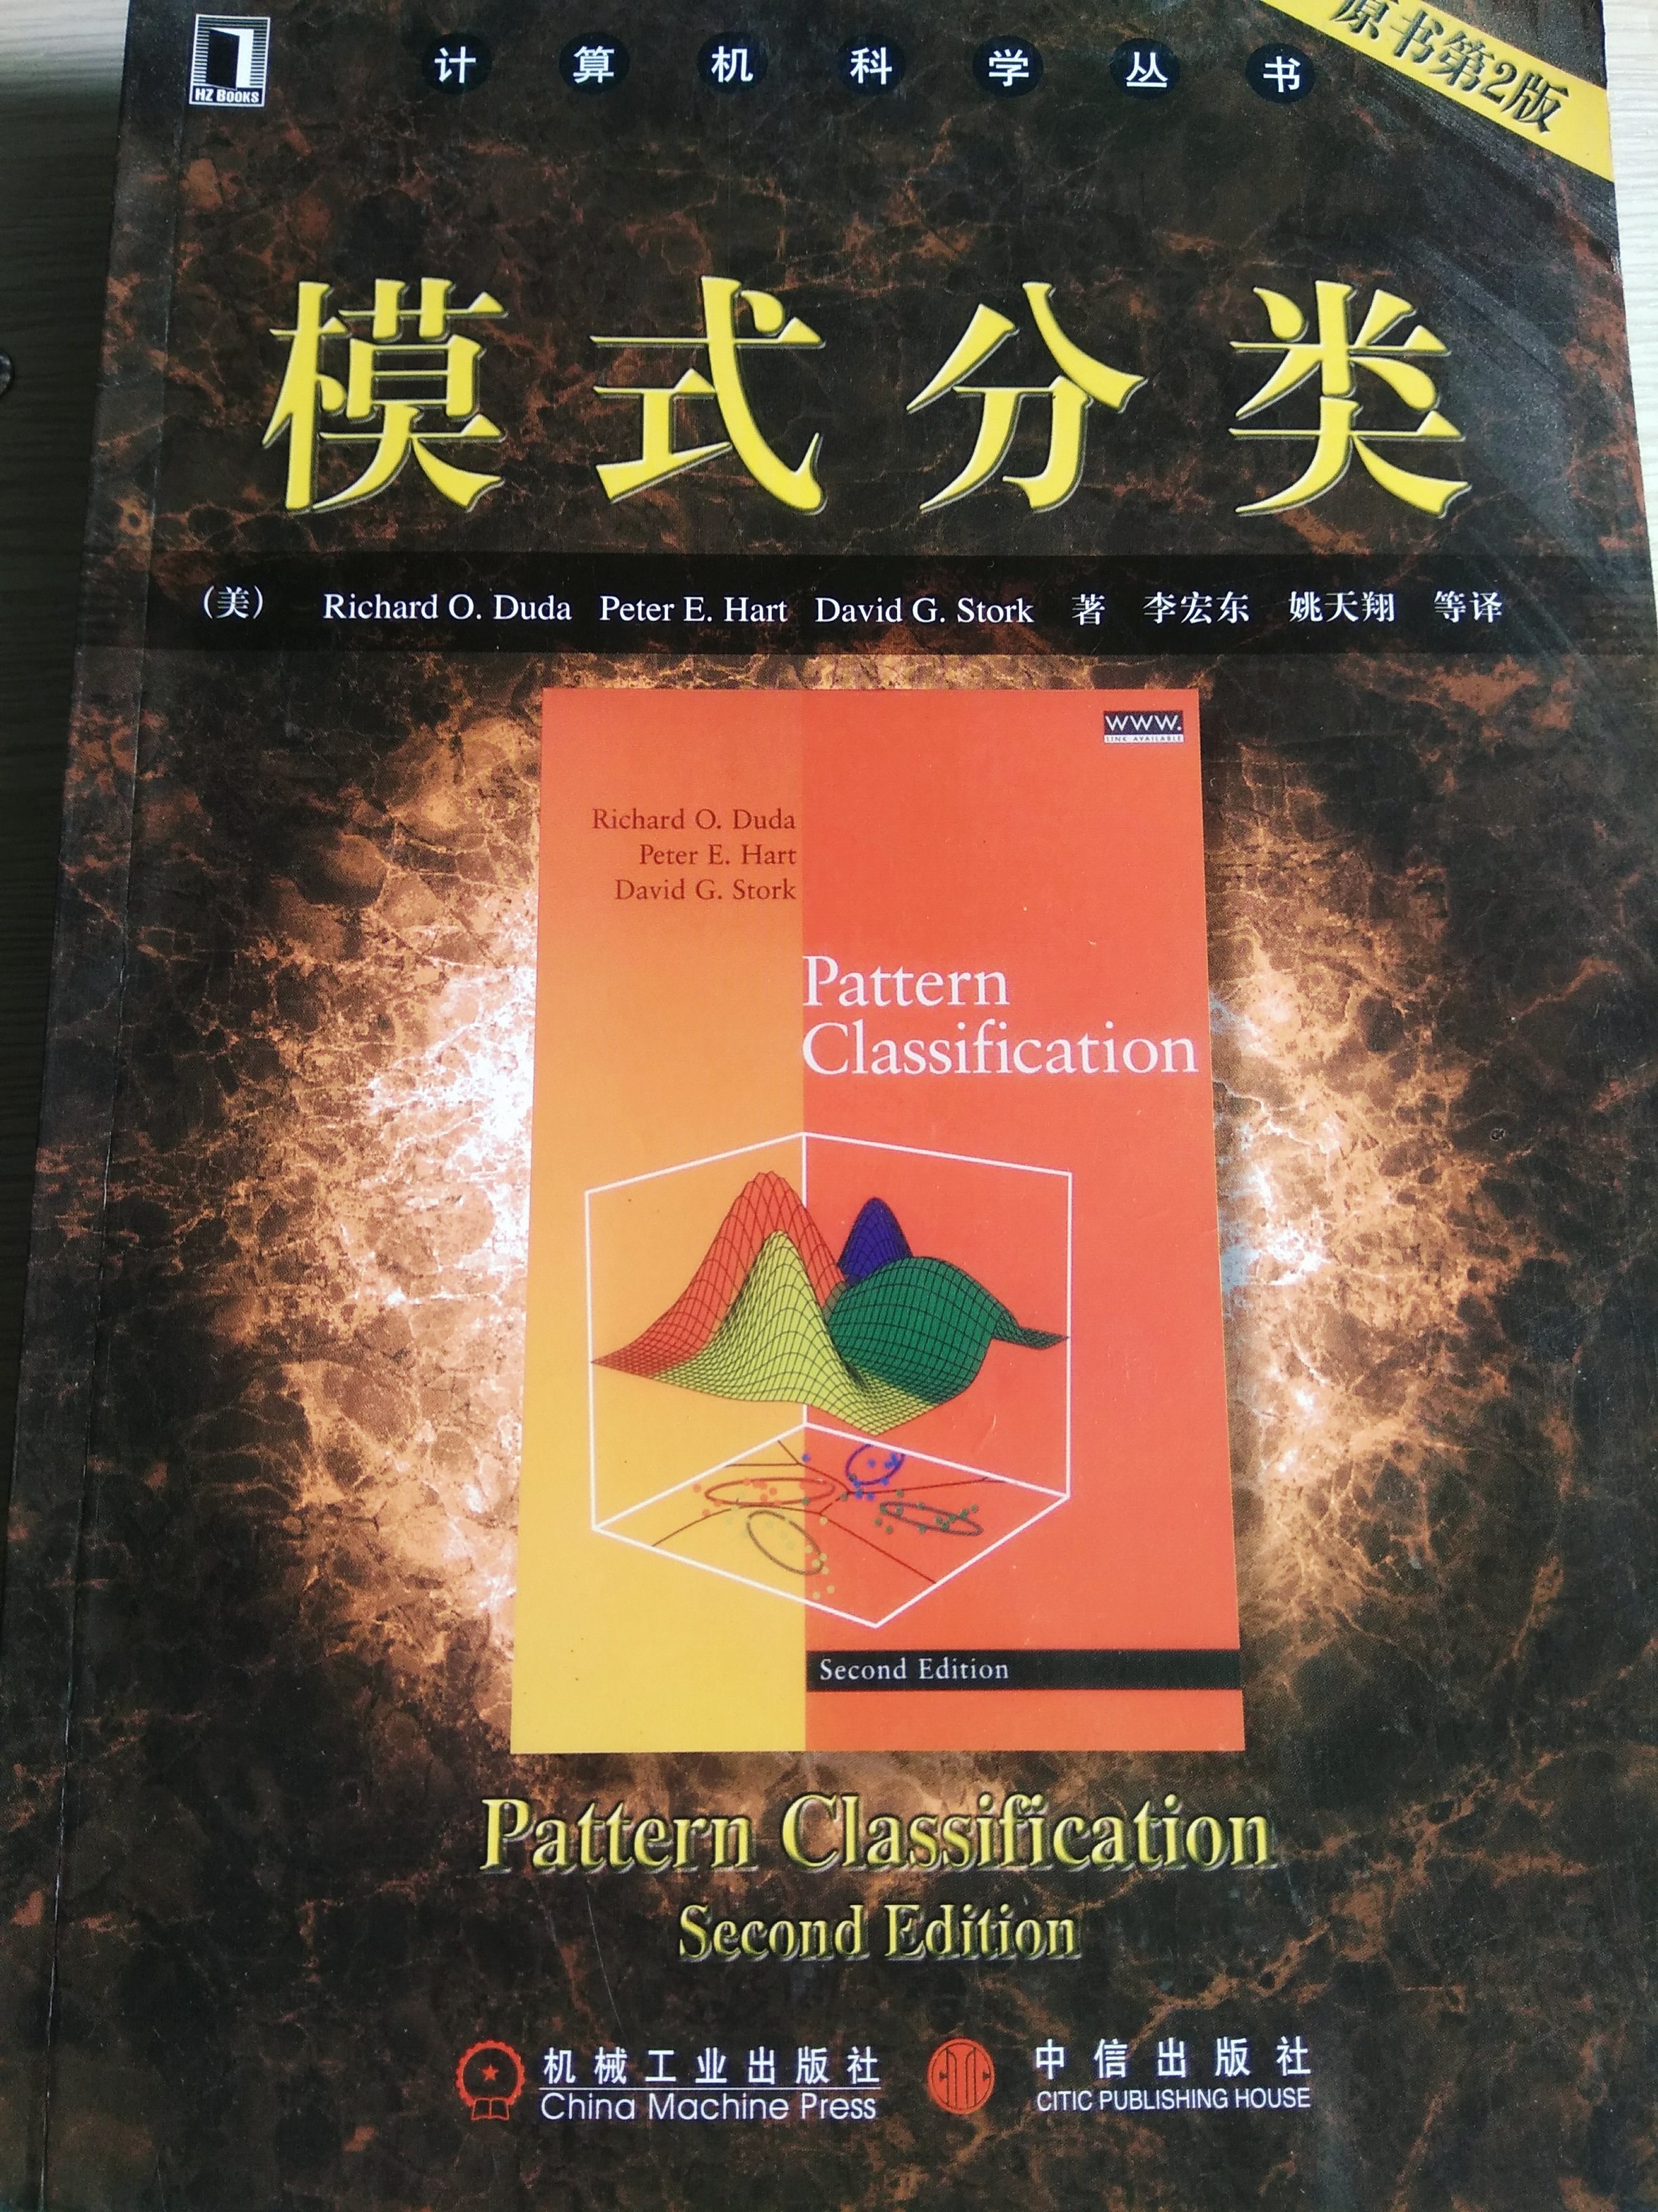 HZ BOOKS
计算机科学丛书
原书第2版
模式分类
(美) Richard O. Duda Peter E. Hart David G. Stork 著 李宏东 姚天翔 等译
WWW.
LINK AVAILABLE
Richard O. Duda
Peter E. Hart
David G. Stork
Pattern
Classification
Second Edition
Pattern Classification
Second Edition
机械工业出版社
China Machine Press
中信出版社
CITIC PUBLISHING HOUSE